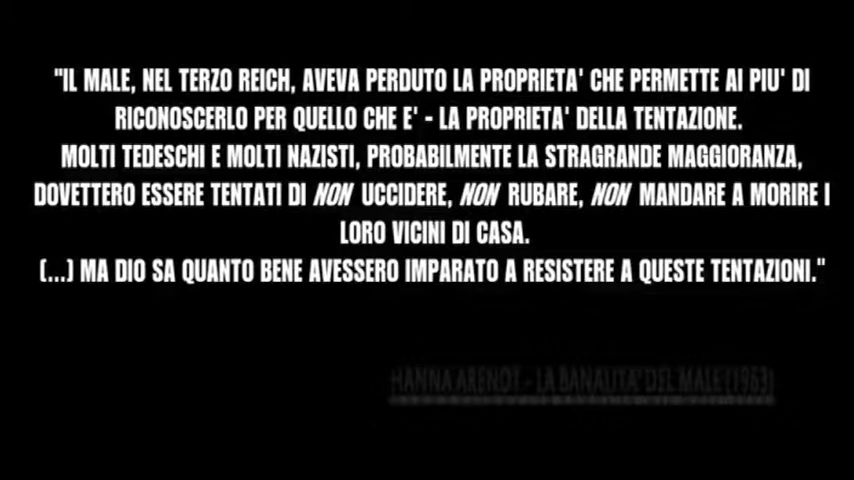 "IL MALE, NEL TERZO REICH, AVEVA PERDUTO LA PROPRIETA' CHE PERMETTE AI PIU' DI
RICONOSCERLO PER QUELLO CHE E' - LA PROPRIETA' DELLA TENTAZIONE.
MOLTI TEDESCHI E MOLTI NAZISTI, PROBABILMENTE LA STRAGRANDE MAGGIORANZA,
DOVETTERO ESSERE TENTATI DI NON UCCIDERE, NON RUBARE, NON MANDARE A MORIRE I
LORO VICINI DI CASA.
(...) MA DIO SA QUANTO BENE AVESSERO IMPARATO A RESISTERE A QUESTE TENTAZIONI."
HANNA ARENDT - LA BANALITA' DEL MALE (1963)